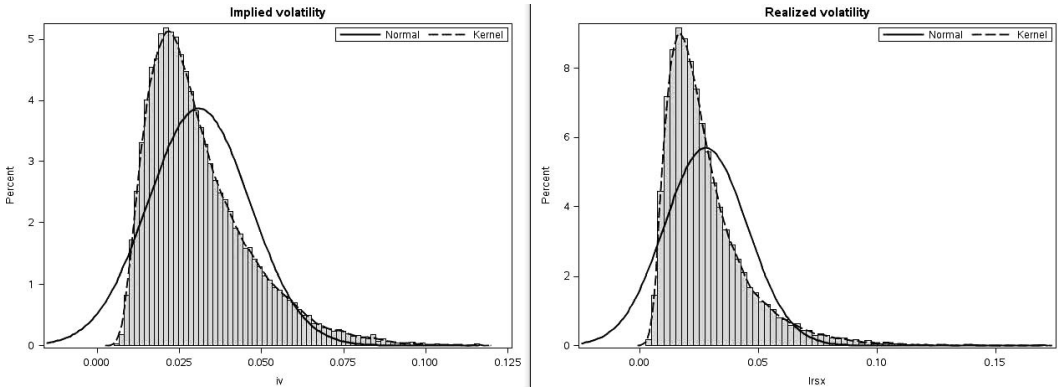 Implied volatility
Normal
Kernel
5
4
3
2
1
0
Percent
0.000
0.025
0.050
0.075
0.100
0.125
iv
Realized volatility
Normal
Kernel
8
6
4
2
0
Percent
0.00
0.05
0.10
0.15
lrsx